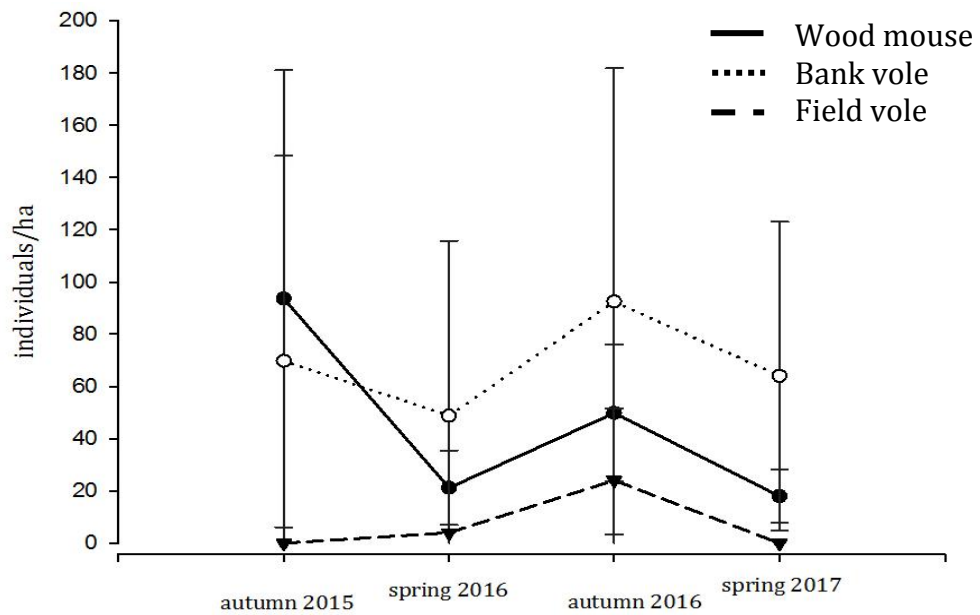 200
180
160
140
120
100
80
60
40
20
0
individuals/ha
Wood mouse
Bank vole
Field vole
autumn 2015
spring 2016
autumn 2016
spring 2017